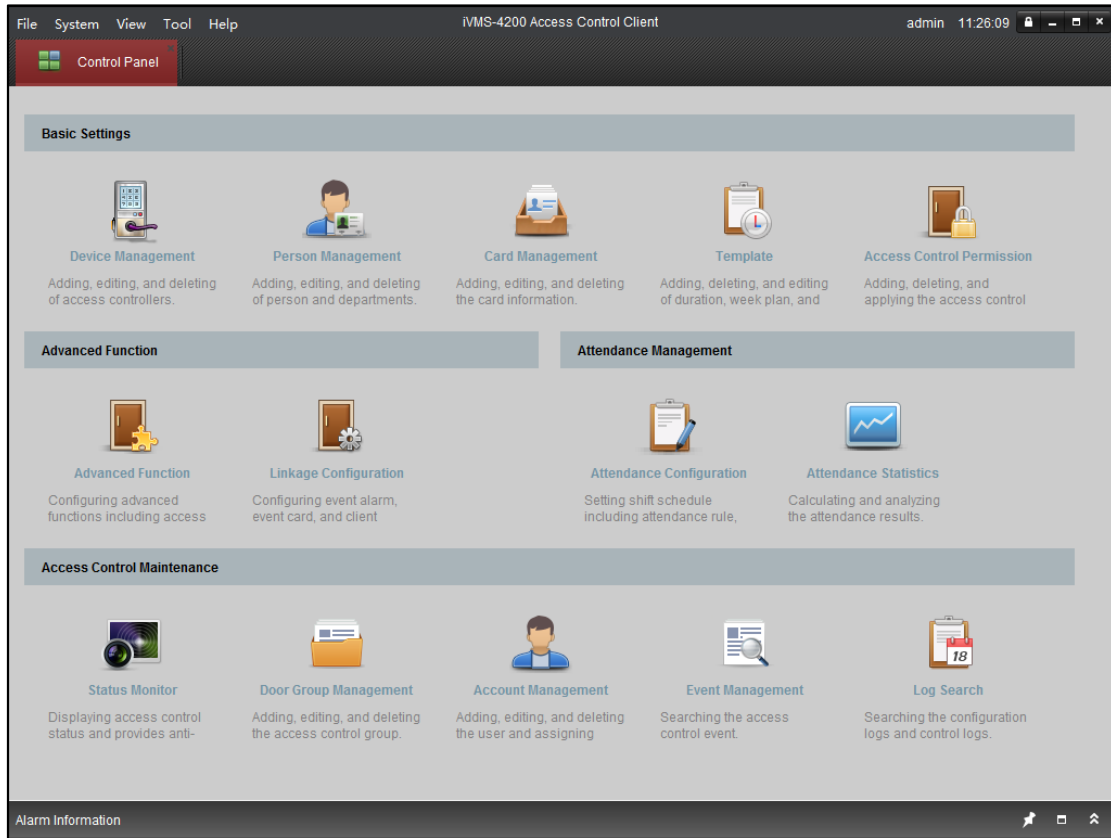 File System View Tool Help iVMS-4200 Access Control Client admin 11:26:09
Control Panel
Basic Settings
Device Management Person Management Card Management Template Access Control Permission
Adding, editing, and deleting Adding, editing, and deleting Adding, editing, and deleting Adding, deleting, and editing Adding, deleting, and
of access controllers. of person and departments. the card information. of duration, week plan, and applying the access control
Advanced Function Attendance Management
Advanced Function Linkage Configuration Attendance Configuration Attendance Statistics
Configuring advanced Configuring event alarm, Setting shift schedule Calculating and analyzing
functions including access event card, and client including attendance rule, the attendance results.
Access Control Maintenance
18
Status Monitor Door Group Management Account Management Event Management Log Search
Displaying access control Adding, editing, and deleting Adding, editing, and deleting Searching the access Searching the configuration
status and provides anti- the access control group. the user and assigning control event. logs and control logs.
Alarm Information